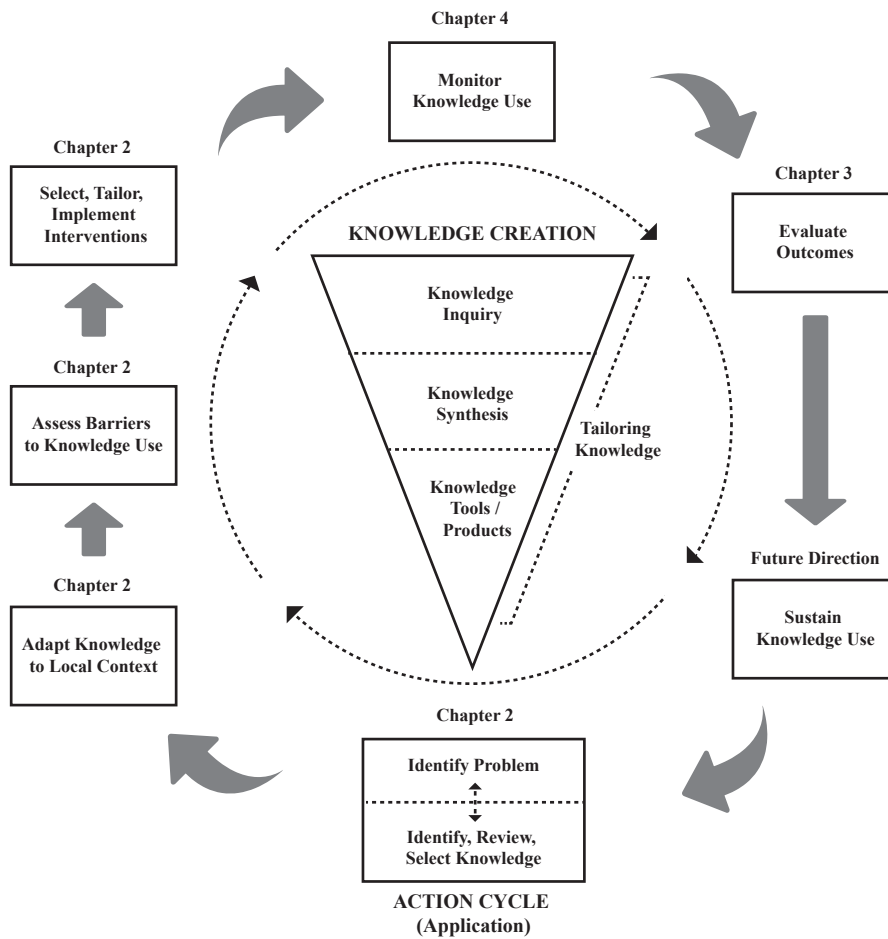 Chapter 4
Monitor
Knowledge Use
Chapter 2
Select, Tailor,
Implement
Interventions
Chapter 3
Evaluate
Outcomes
KNOWLEDGE CREATION
Knowledge
Inquiry
Knowledge
Synthesis
Knowledge
Tools /
Products
Tailoring
Knowledge
Chapter 2
Assess Barriers
to Knowledge Use
Chapter 2
Adapt Knowledge
to Local Context
Future Direction
Sustain
Knowledge Use
Chapter 2
Identify Problem
Identify, Review,
Select Knowledge
ACTION CYCLE
(Application)